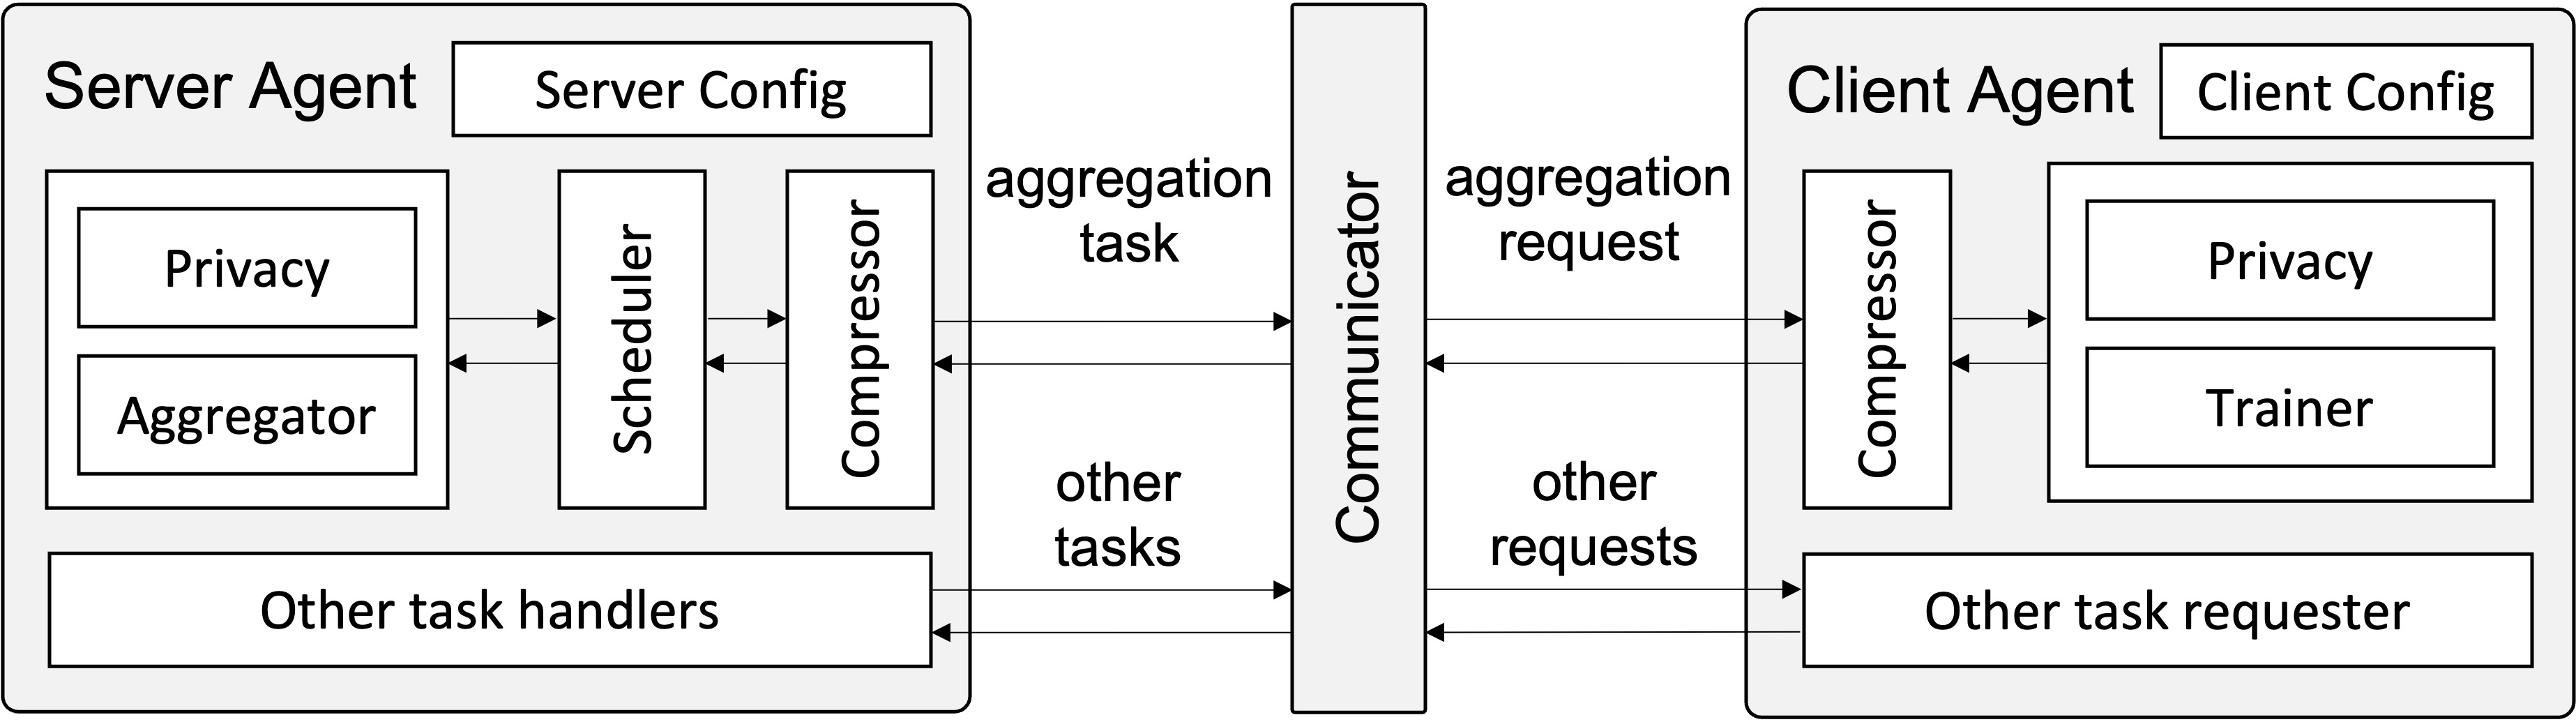 Server Agent
Server Config
Privacy
Aggregator
Scheduler
Compressor
Other task handlers
aggregation
task
other
tasks
Communicator
aggregation
request
other
requests
Client Agent
Client Config
Compressor
Privacy
Trainer
Other task requester